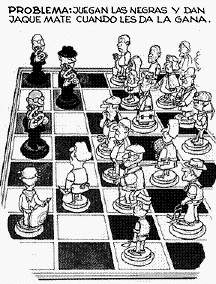 PROBLEMA: JUEGAN LAS NEGRAS Y DAN
JAQUE MATE CUANDO LES DA LA GANA.